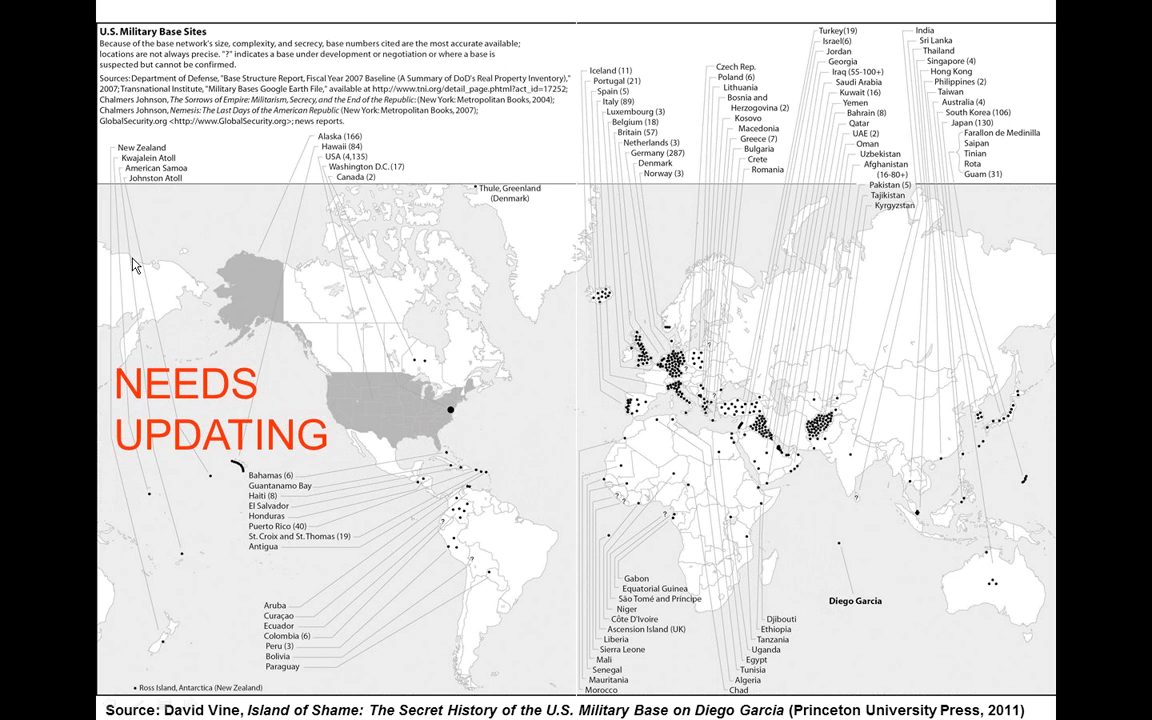 U.S. Military Base Sites
Because of the base network's size, complexity, and secrecy, base numbers cited are the most accurate available;
locations are not always precise. "?" indicates a base under development or negotiation or where a base is
suspected but cannot be confirmed.
Sources: Department of Defense, "Base Structure Report, Fiscal Year 2007 Baseline (A Summary of DoD's Real Property Inventory),"
2007; Transnational Institute, "Military Bases Google Earth File," available at http://www.tni.org/detail_page.phtml?act_id=17252;
Chalmers Johnson, The Sorrows of Empire: Militarism, Secrecy, and the End of the Republic: (New York: Metropolitan Books, 2004);
Chalmers Johnson, Nemesis: The Last Days of the American Republic (New York: Metropolitan Books, 2007);
GlobalSecurity.org <http://www.GlobalSecurity.org>; news reports.
New Zealand
Kwajalein Atoll
American Samoa
Johnston Atoll
Alaska (166)
Hawaii (84)
USA (4,135)
Washington D.C. (17)
Canada (2)
Thule, Greenland
(Denmark)
Iceland (11)
Portugal (21)
Spain (5)
Italy (89)
Luxembourg (3)
Belgium (18)
Britain (57)
Netherlands (3)
Germany (287)
Denmark
Norway (3)
Czech Rep.
Poland (6)
Lithuania
Bosnia and
Herzegovina (2)
Kosovo
Macedonia
Greece (7)
Bulgaria
Crete
Romania
Turkey(19)
Israel(6)
Jordan
Georgia
Iraq (55-100+)
Saudi Arabia
Kuwait (16)
Yemen
Bahrain (8)
Qatar
UAE (2)
Oman
Uzbekistan
Afghanistan
(16-80+)
Pakistan (5)
Tajikistan
Kyrgyzstan
India
Sri Lanka
Thailand
Singapore (4)
Hong Kong
Philippines (2)
Taiwan
Australia (4)
South Korea (106)
Japan (130)
Farallon de Medinilla
Saipan
Tinian
Rota
Guam (31)
NEEDS
UPDATING
Bahamas (6)
Guantanamo Bay
Haiti (8)
El Salvador
Honduras
Puerto Rico (40)
St. Croix and St. Thomas (19)
Antigua
Aruba
Curaçao
Ecuador
Colombia (6)
Peru (3)
Bolivia
Paraguay
Ross Island, Antarctica (New Zealand)
Gabon
Equatorial Guinea
São Tomé and Príncipe
Niger
Côte D'Ivoire
Ascension Island (UK)
Liberia
Sierra Leone
Mali
Senegal
Mauritania
Morocco
Djibouti
Ethiopia
Tanzania
Uganda
Egypt
Tunisia
Algeria
Chad
Diego Garcia
?
?
?
?
?
?
?
?
Source: David Vine, Island of Shame: The Secret History of the U.S. Military Base on Diego Garcia (Princeton University Press, 2011)